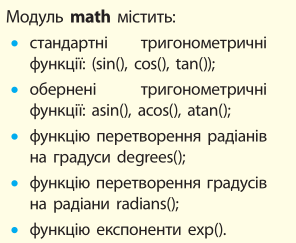 Модуль math містить:
• стандартні тригонометричні
функції: (sin(), cos(), tan());
• обернені тригонометричні
функції: asin(), acos(), atan();
• функцію перетворення радіанів
на градуси degrees();
• функцію перетворення градусів
на радіани radians();
• функцію експоненти exp().